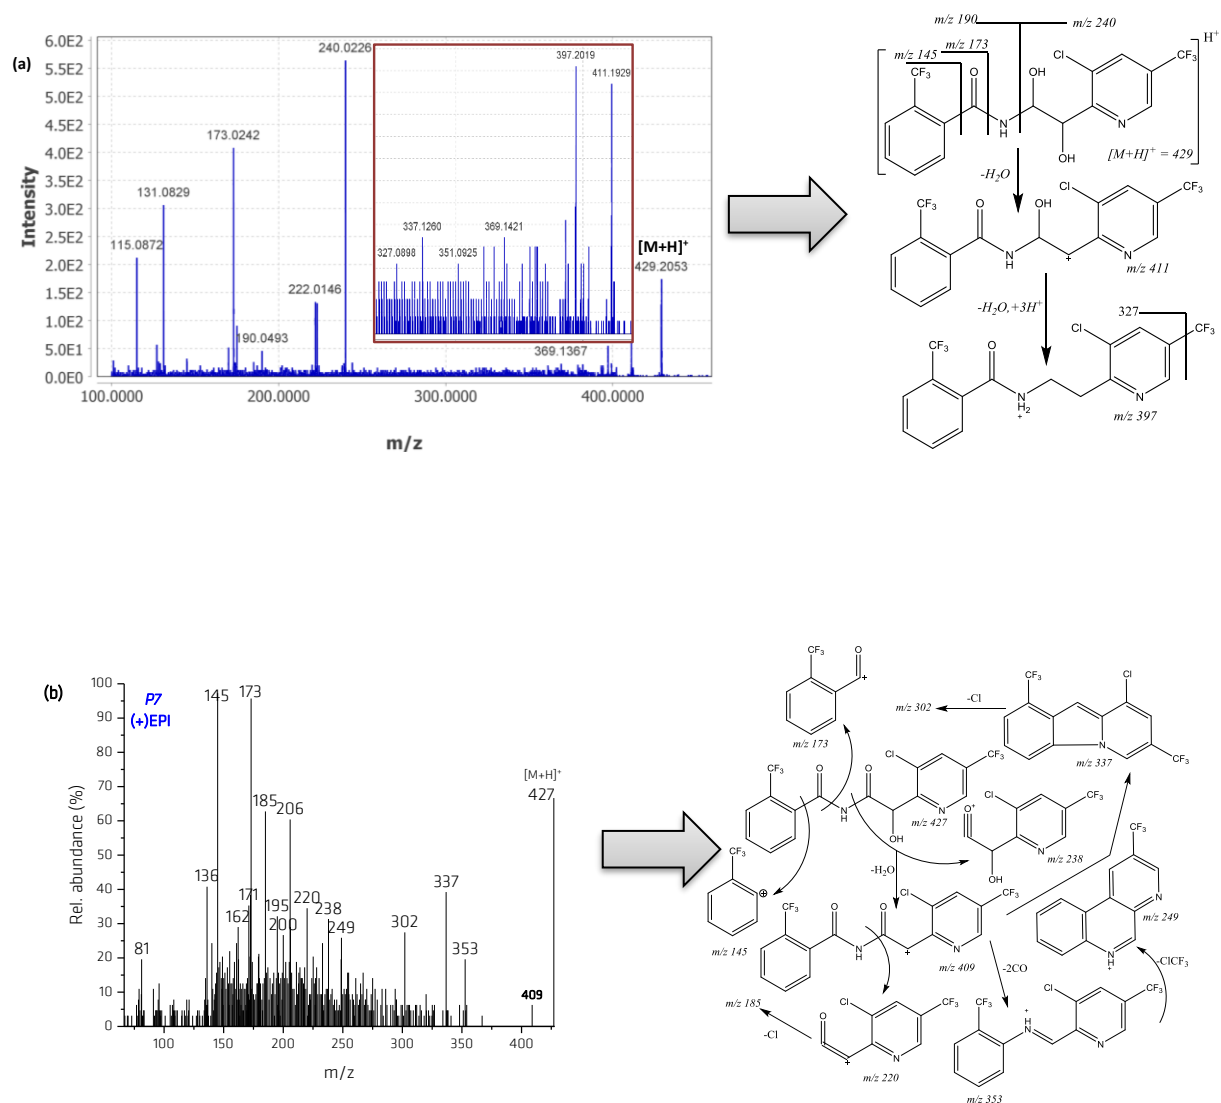 (a)
Intensity
6.0E2
5.5E2
5.0E2
4.5E2
4.0E2
3.5E2
3.0E2
2.5E2
2.0E2
1.5E2
1.0E2
5.0E1
0.0E0
100.0000
200.0000
300.0000
400.0000
m/z
115.0872
131.0829
173.0242
190.0493
222.0146
240.0226
369.1367
[M+H]+
429.2053
397.2019
411.1929
337.1260
369.1421
327.0898
351.0925
m/z 190
m/z 240
m/z 145
m/z 173
H+
CF3
O
OH
Cl
CF3
N
H
OH
N
[M+H]+ = 429
-H2O
CF3
O
OH
Cl
CF3
N
H
+
N
m/z 411
-H2O,+3H+
327
CF3
O
Cl
CF3
N
H2
+
N
m/z 397
(b)
P7
(+)EPI
Rel. abundance (%)
100
90
80
70
60
50
40
30
20
10
0
100
150
200
250
300
350
400
m/z
81
136
145
162
171
173
185
195
200
206
220
238
249
302
337
353
409
[M+H]+
427
CF3
O
+
m/z 173
m/z 302
-Cl
CF3
Cl
N
CF3
m/z 337
CF3
O
O
Cl
CF3
N
H
OH
N
m/z 427
O+
Cl
CF3
OH
N
m/z 238
CF3
⊕
m/z 145
-H2O
CF3
O
O
Cl
CF3
N
H
+
N
m/z 409
CF3
N
N
H
+
m/z 249
-2CO
-ClCF3
m/z 185
-Cl
O
Cl
CF3
+
N
m/z 220
CF3
+
H
N
Cl
CF3
N
m/z 353